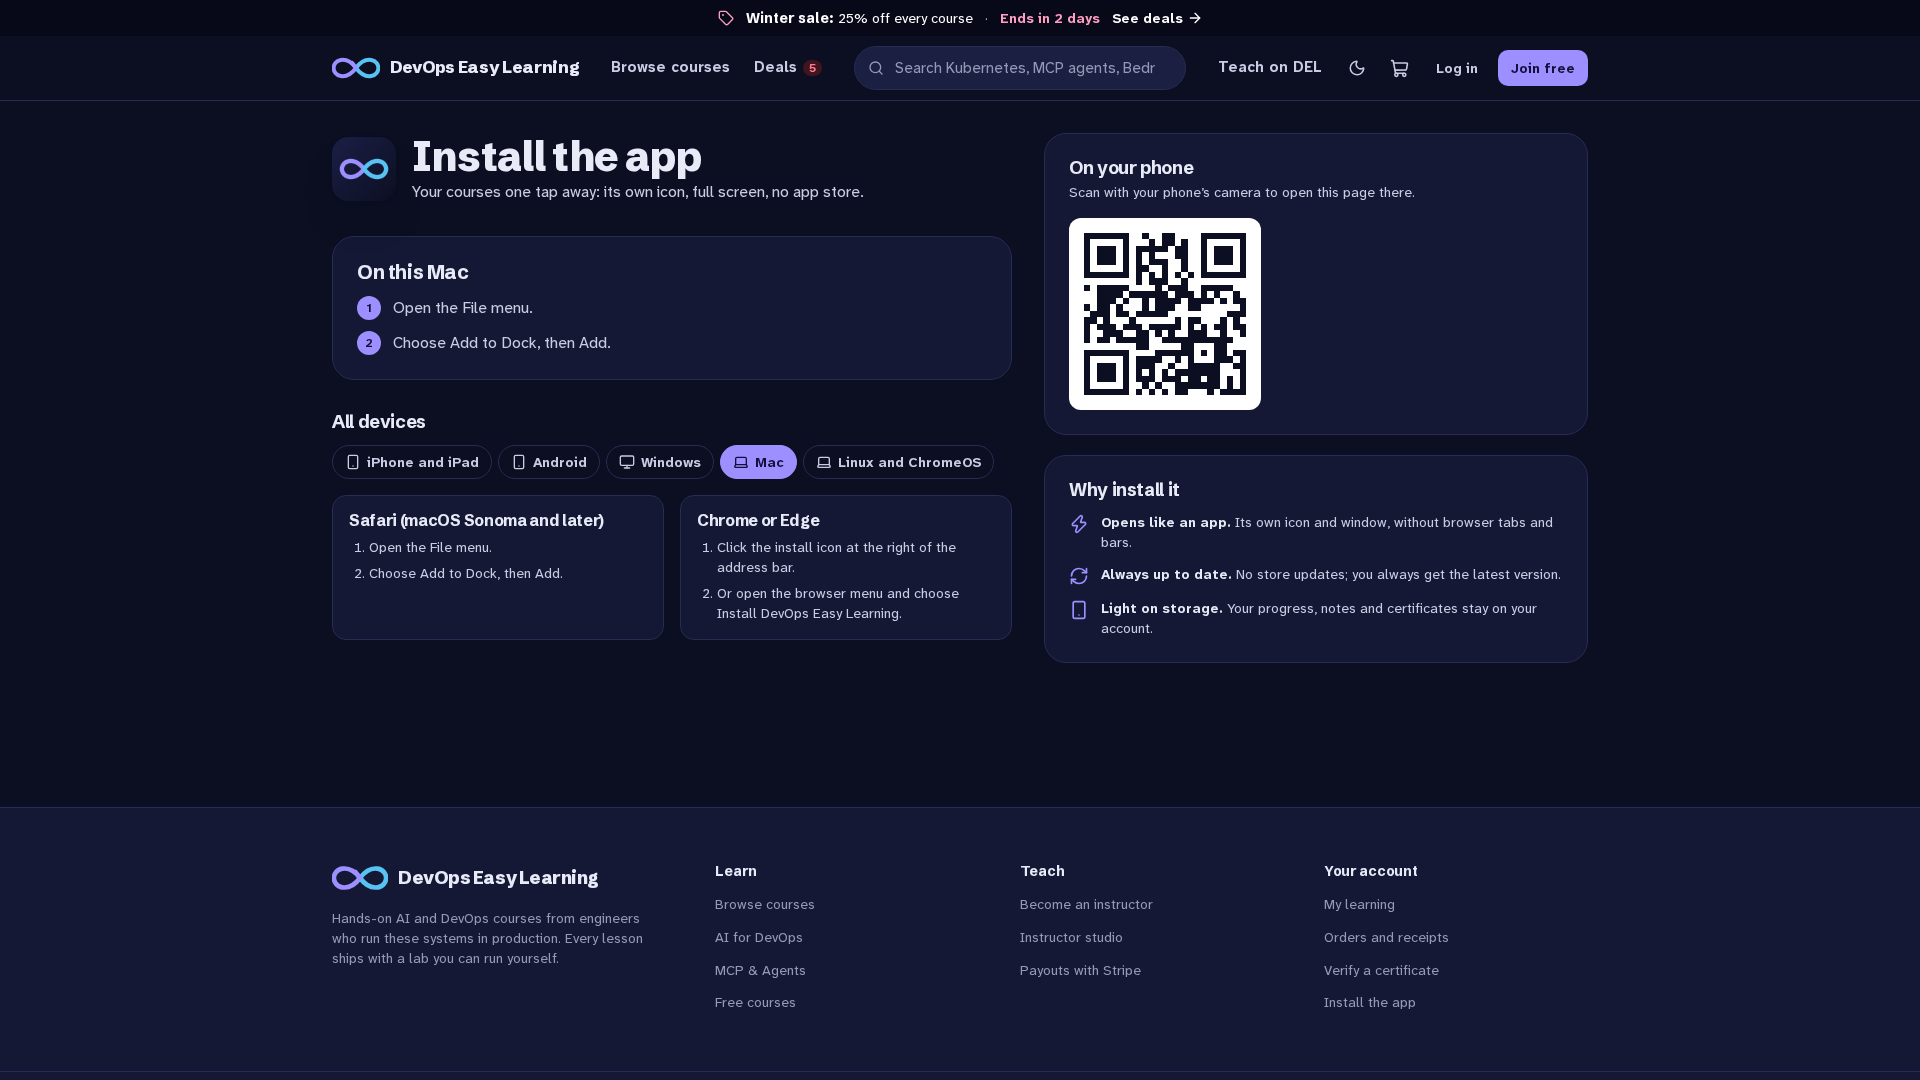 Winter sale: 25% off every course · Ends in 2 days See deals →
DevOps Easy Learning
Browse courses
Deals 5
Search Kubernetes, MCP agents, Bedr
Teach on DEL
Log in
Join free
Install the app
Your courses one tap away: its own icon, full screen, no app store.
On this Mac
1 Open the File menu.
2 Choose Add to Dock, then Add.
All devices
iPhone and iPad
Android
Windows
Mac
Linux and ChromeOS
Safari (macOS Sonoma and later)
1. Open the File menu.
2. Choose Add to Dock, then Add.
Chrome or Edge
1. Click the install icon at the right of the
address bar.
2. Or open the browser menu and choose
Install DevOps Easy Learning.
On your phone
Scan with your phone's camera to open this page there.
Why install it
Opens like an app. Its own icon and window, without browser tabs and
bars.
Always up to date. No store updates; you always get the latest version.
Light on storage. Your progress, notes and certificates stay on your
account.
DevOps Easy Learning
Hands-on AI and DevOps courses from engineers
who run these systems in production. Every lesson
ships with a lab you can run yourself.
Learn
Browse courses
AI for DevOps
MCP & Agents
Free courses
Teach
Become an instructor
Instructor studio
Payouts with Stripe
Your account
My learning
Orders and receipts
Verify a certificate
Install the app